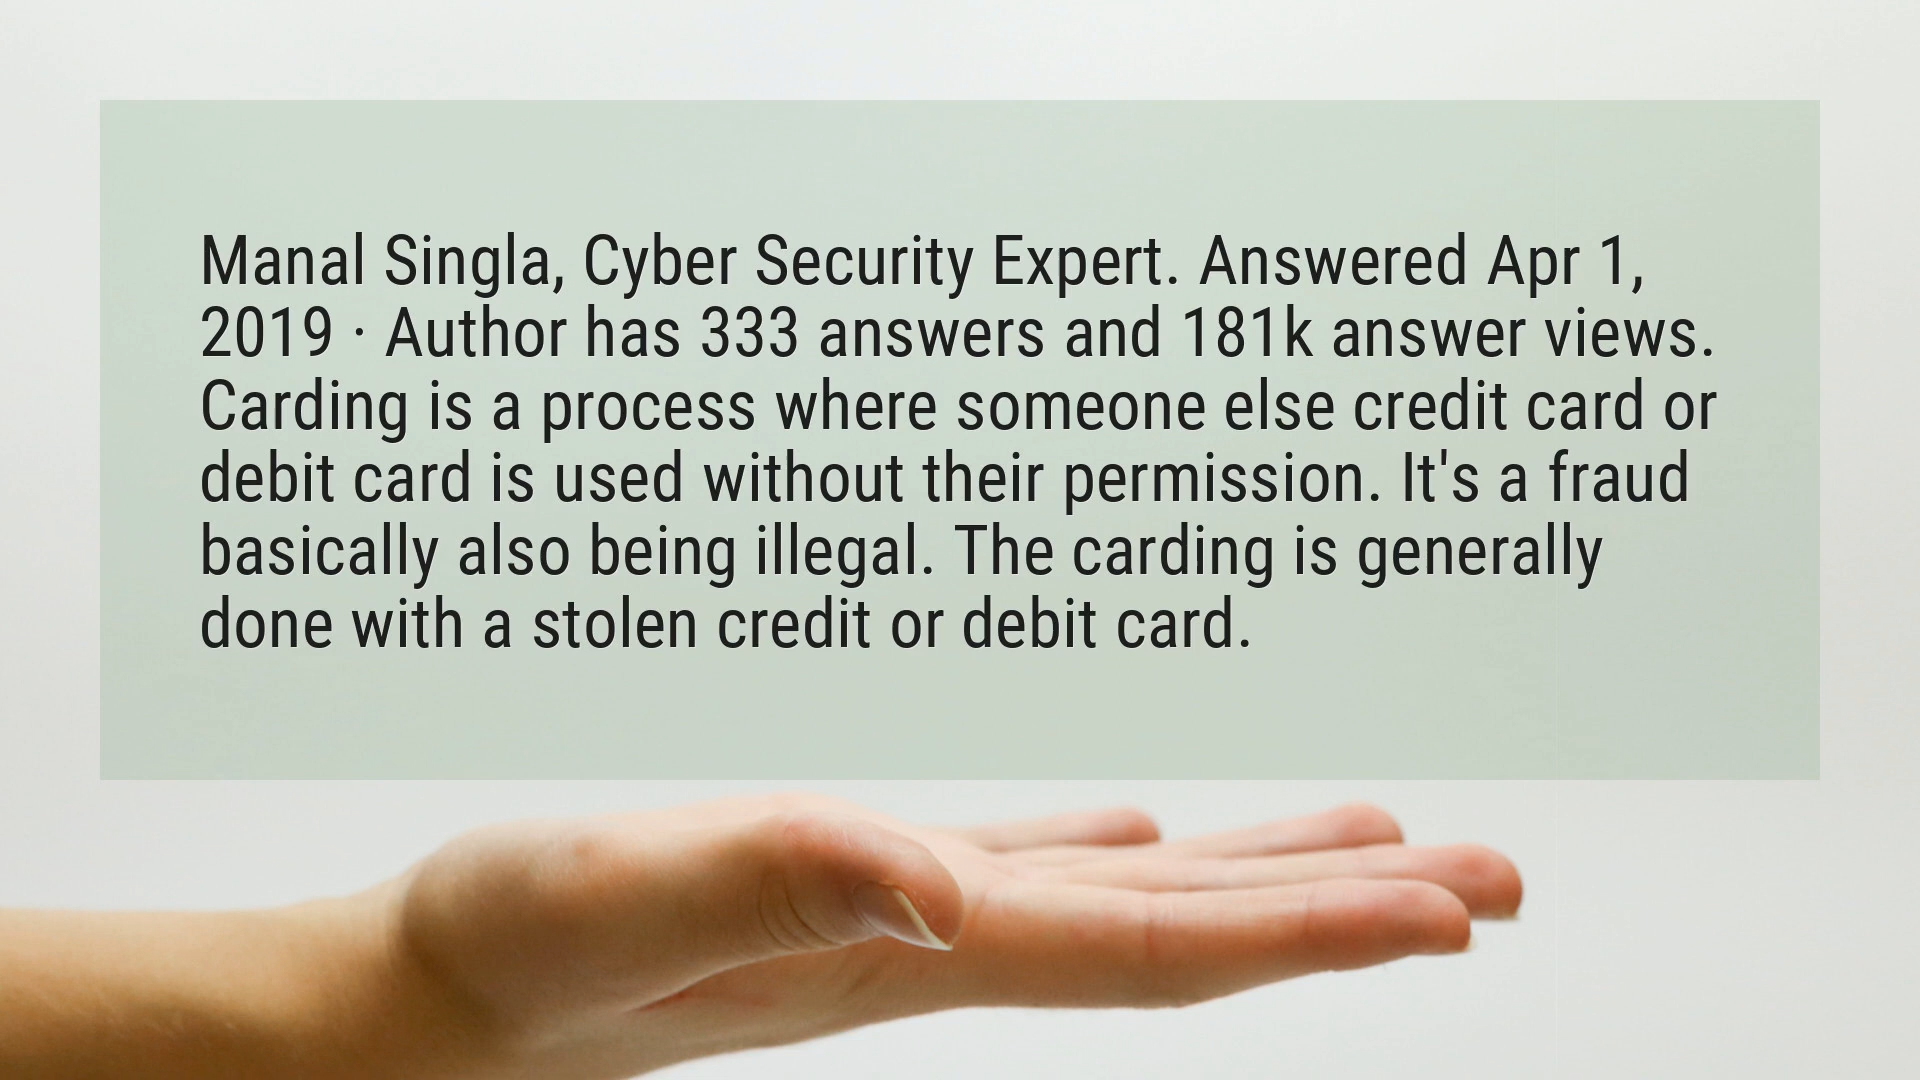 Manal Singla, Cyber Security Expert. Answered Apr 1,
2019 · Author has 333 answers and 181k answer views.
Carding is a process where someone else credit card or
debit card is used without their permission. It's a fraud
basically also being illegal. The carding is generally
done with a stolen credit or debit card.